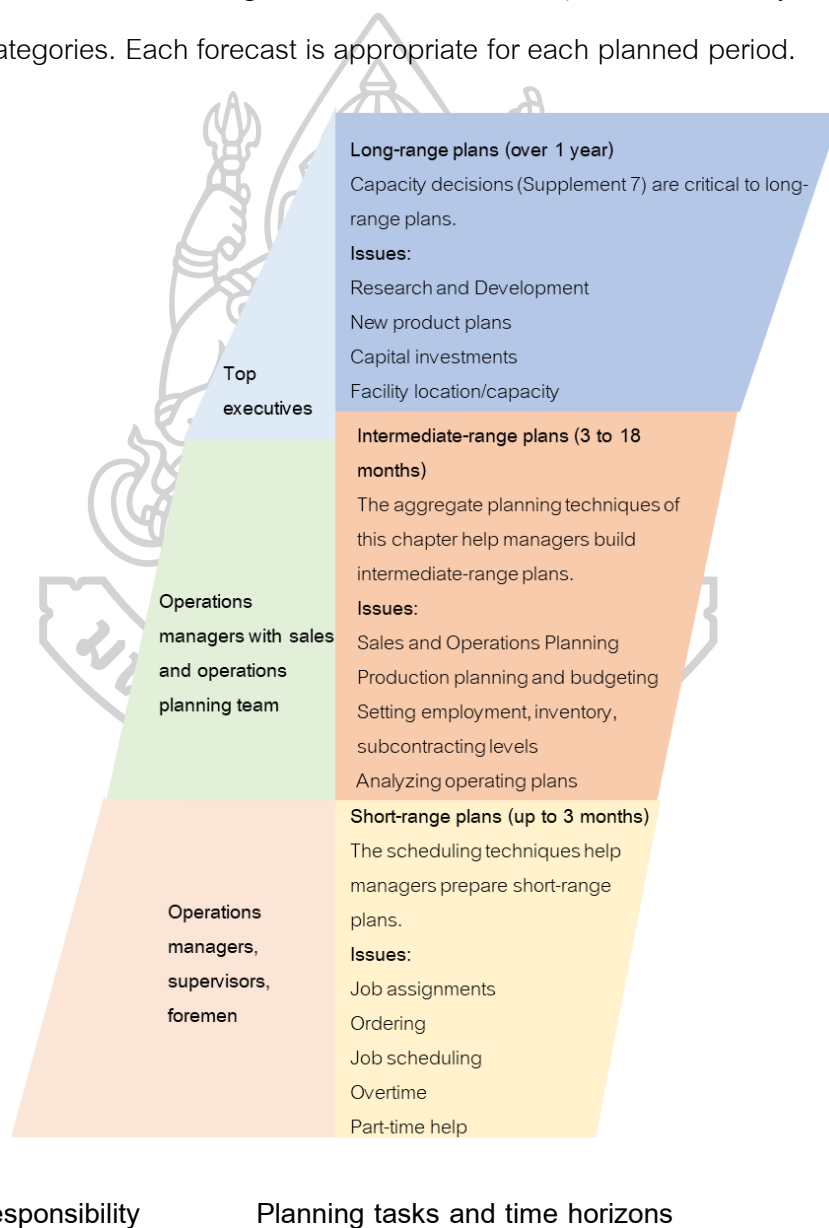 ategories. Each forecast is appropriate for each planned period.
Long-range plans (over 1 year)
Capacity decisions (Supplement 7) are critical to long-
range plans.
Issues:
Research and Development
New product plans
Capital investments
Facility location/capacity
Top
executives
Intermediate-range plans (3 to 18
months)
The aggregate planning techniques of
this chapter help managers build
intermediate-range plans.
Issues:
Sales and Operations Planning
Production planning and budgeting
Setting employment, inventory,
subcontracting levels
Analyzing operating plans
Operations
managers with sales
and operations
planning team
Short-range plans (up to 3 months)
The scheduling techniques help
managers prepare short-range
plans.
Issues:
Job assignments
Ordering
Job scheduling
Overtime
Part-time help
Operations
managers,
supervisors,
foremen
esponsibility Planning tasks and time horizons